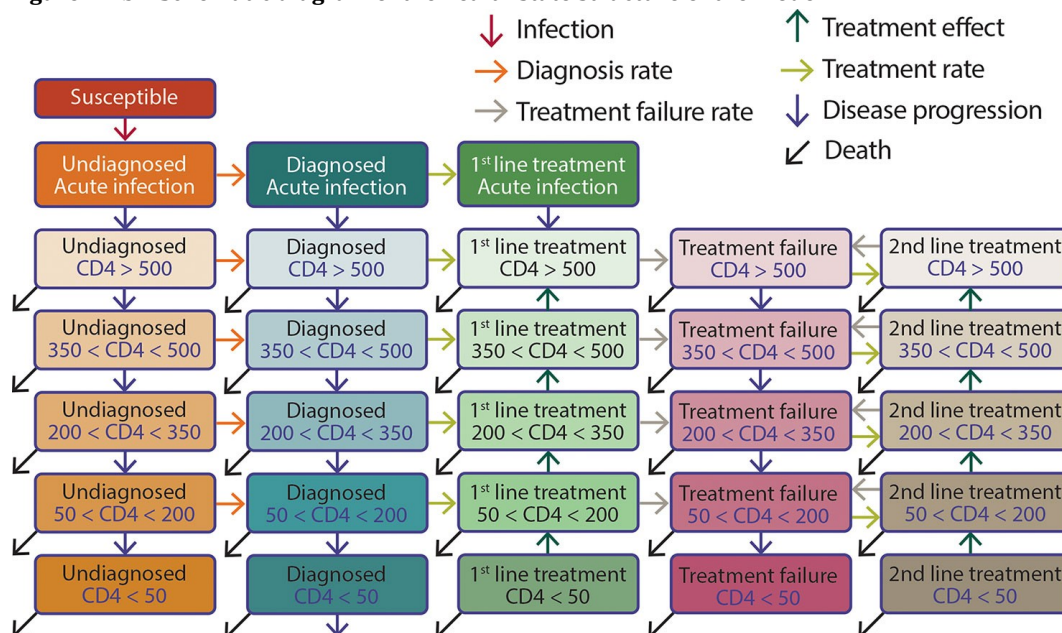 Infection
Treatment effect
Diagnosis rate
Treatment rate
Treatment failure rate
Disease progression
Death
Susceptible
Undiagnosed
Acute infection
Diagnosed
Acute infection
1st line treatment
Acute infection
Undiagnosed
CD4 > 500
Diagnosed
CD4 > 500
1st line treatment
CD4 > 500
Treatment failure
CD4 > 500
2nd line treatment
CD4 > 500
Undiagnosed
350 < CD4 < 500
Diagnosed
350 < CD4 < 500
1st line treatment
350 < CD4 < 500
Treatment failure
350 < CD4 < 500
2nd line treatment
350 < CD4 < 500
Undiagnosed
200 < CD4 < 350
Diagnosed
200 < CD4 < 350
1st line treatment
200 < CD4 < 350
Treatment failure
200 < CD4 < 350
2nd line treatment
200 < CD4 < 350
Undiagnosed
50 < CD4 < 200
Diagnosed
50 < CD4 < 200
1st line treatment
50 < CD4 < 200
Treatment failure
50 < CD4 < 200
2nd line treatment
50 < CD4 < 200
Undiagnosed
CD4 < 50
Diagnosed
CD4 < 50
1st line treatment
CD4 < 50
Treatment failure
CD4 < 50
2nd line treatment
CD4 < 50